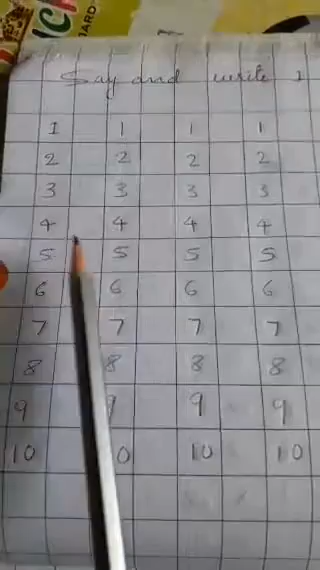 Say and write 1
1 1 1 1
2 2 2 2
3 3 3 3
4 4 4 4
5 5 5 5
6 6 6 6
7 7 7 7
8 8 8 8
9 9 9 9
10 0 10 10